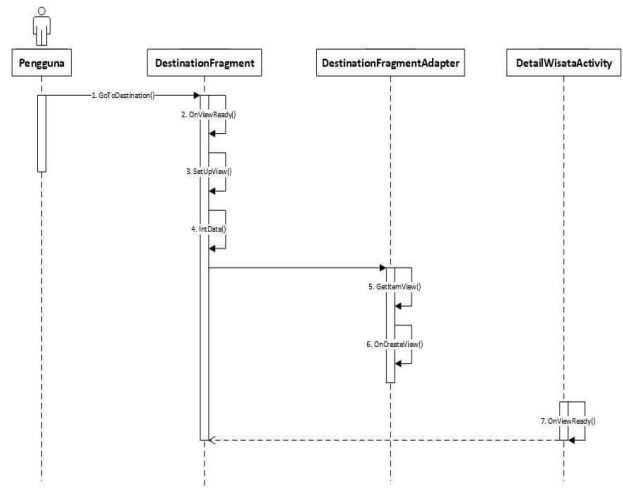 Pengguna
DestinationFragment
DestinationFragmentAdapter
DetailWisataActivity
1. GoToDestination()
2. OnViewReady()
3. SetUpView()
4. IntData()
5. GetItemView()
6. OnCreateView()
7. OnViewReady()